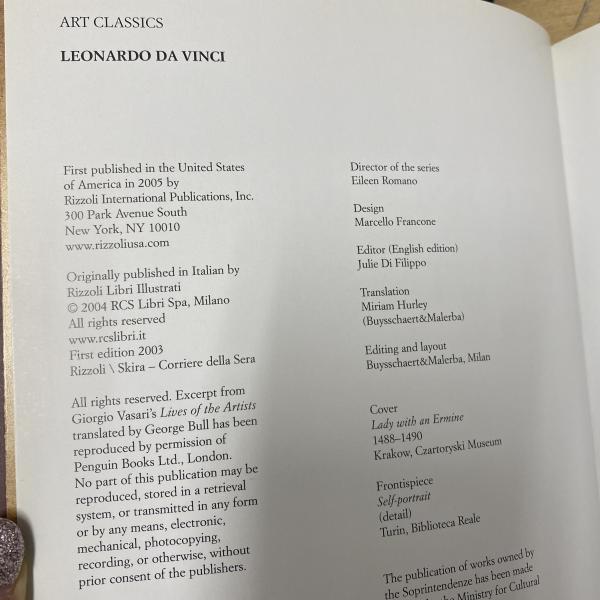 ART CLASSICS
LEONARDO DA VINCI
First published in the United States
of America in 2005 by
Rizzoli International Publications, Inc.
300 Park Avenue South
New York, NY 10010
www.rizzoliusa.com
Originally published in Italian by
Rizzoli Libri Illustrati
© 2004 RCS Libri Spa, Milano
All rights reserved
www.rcslibri.it
First edition 2003
Rizzoli \ Skira – Corriere della Sera
All rights reserved. Excerpt from
Giorgio Vasari's Lives of the Artists
translated by George Bull has been
reproduced by permission of
Penguin Books Ltd., London.
No part of this publication may be
reproduced, stored in a retrieval
system, or transmitted in any form
or by any means, electronic,
mechanical, photocopying,
recording, or otherwise, without
prior consent of the publishers.
Director of the series
Eileen Romano
Design
Marcello Francone
Editor (English edition)
Julie Di Filippo
Translation
Miriam Hurley
(Buysschaert&Malerba)
Editing and layout
Buysschaert&Malerba, Milan
Cover
Lady with an Ermine
1488–1490
Krakow, Czartoryski Museum
Frontispiece
Self-portrait
(detail)
Turin, Biblioteca Reale
The publication of works owned by
the Soprintendenze has been made
the Ministry for Cultural